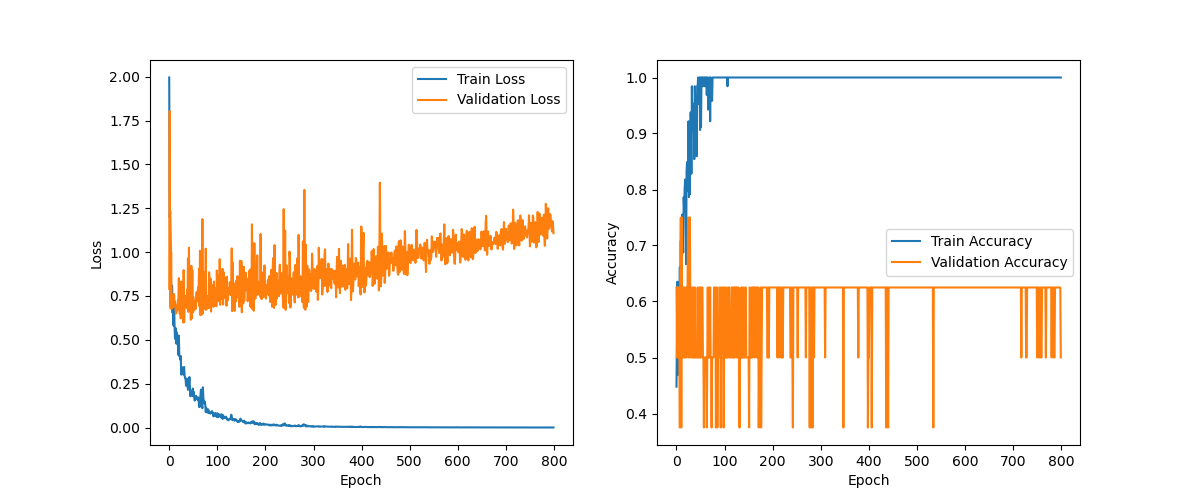 2.00
1.75
1.50
1.25
1.00
0.75
0.50
0.25
0.00
Loss
0 100 200 300 400 500 600 700 800
Epoch
Train Loss
Validation Loss
1.0
0.9
0.8
0.7
0.6
0.5
0.4
Accuracy
0 100 200 300 400 500 600 700 800
Epoch
Train Accuracy
Validation Accuracy